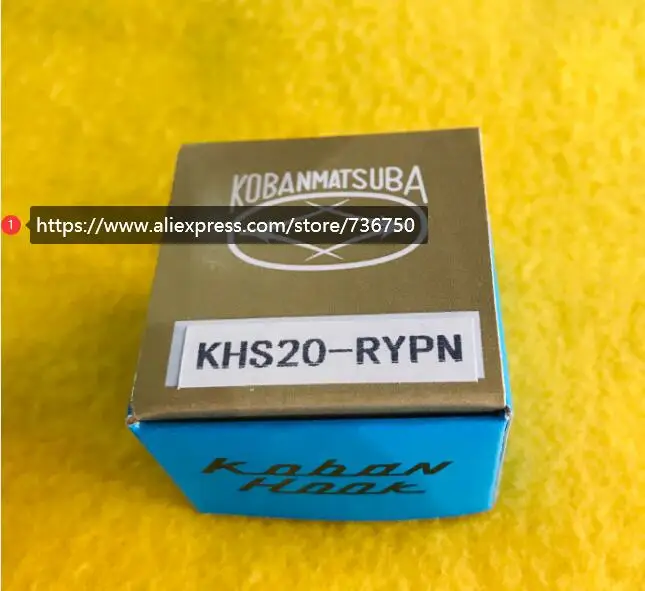 KOBANMATSUBA
1
https://www.aliexpress.com/store/736750
KHS20-RYPN
Koban
Hook